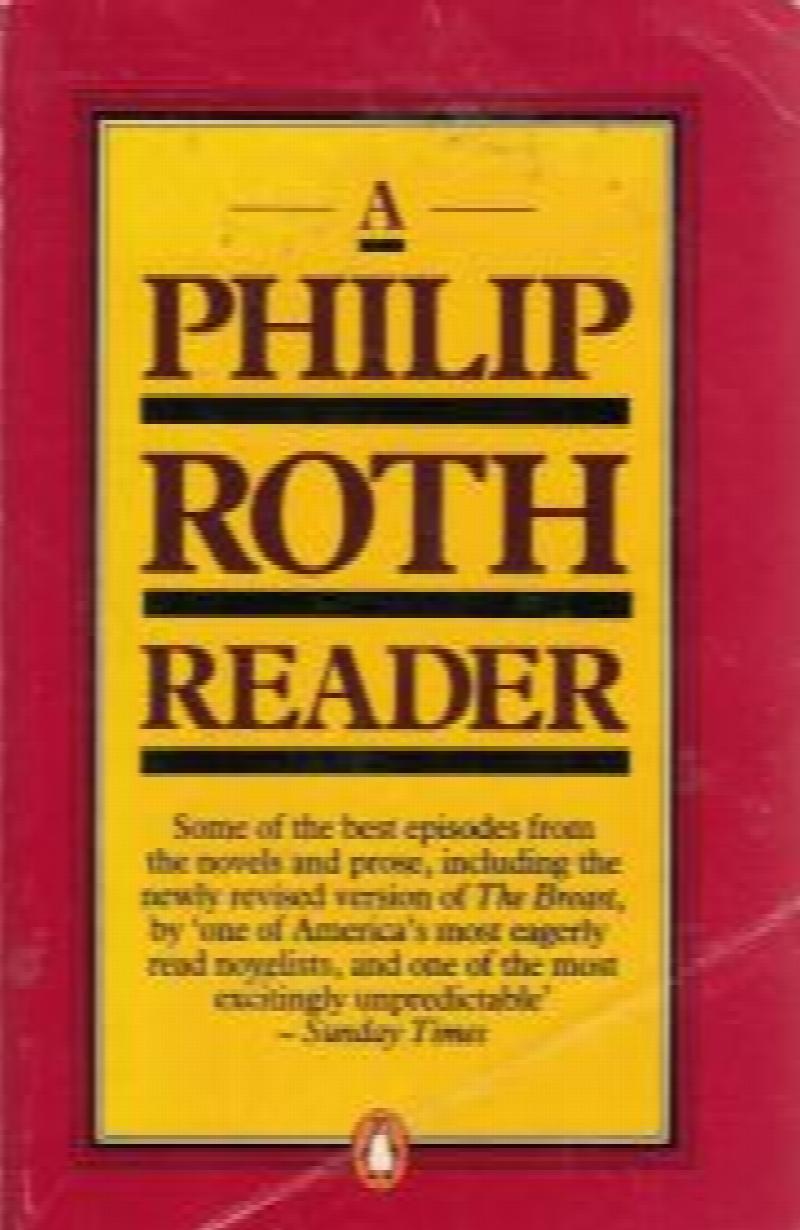 A
PHILIP
ROTH
READER
Some of the best episodes from
the novels and prose, including the
newly revised version of The Breast,
by 'one of America's most eagerly
read novelists, and one of the most
excitingly unpredictable'
– Sunday Times